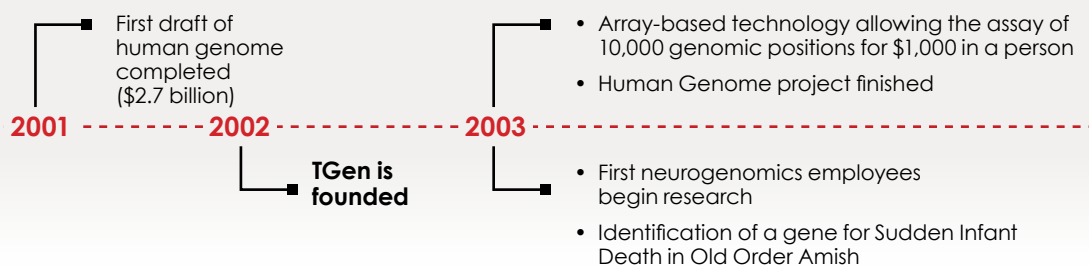 First draft of
human genome
completed
($2.7 billion)
• Array-based technology allowing the assay of
10,000 genomic positions for $1,000 in a person
• Human Genome project finished
2001
2002
2003
TGen is
founded
• First neurogenomics employees
begin research
• Identification of a gene for Sudden Infant
Death in Old Order Amish